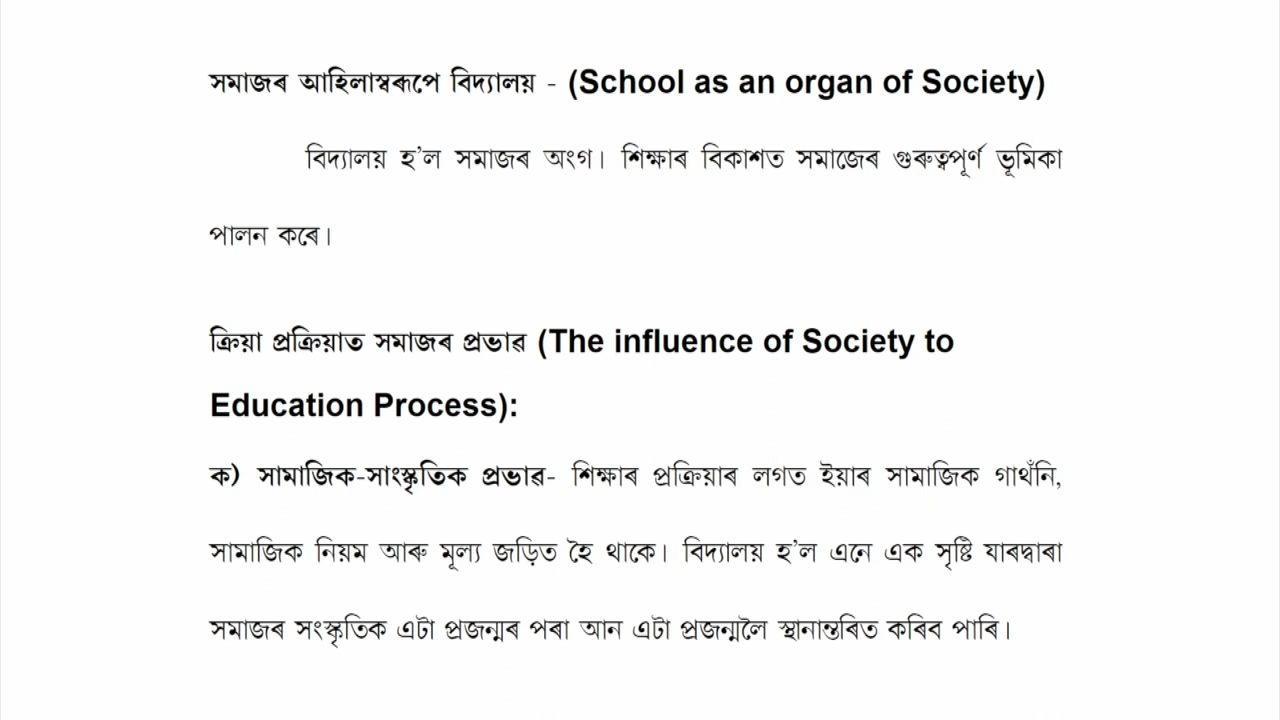 সমাজৰ আহিলাস্বৰূপে বিদ্যালয় - (School as an organ of Society)
বিদ্যালয় হ’ল সমাজৰ অংগ। শিক্ষাৰ বিকাশত সমাজেৰ গুৰুত্বপূৰ্ণ ভূমিকা
পালন কৰে।
ক্ৰিয়া প্ৰক্ৰিয়াত সমাজৰ প্ৰভাৱ (The influence of Society to
Education Process):
ক) সামাজিক-সাংস্কৃতিক প্ৰভাৱ- শিক্ষাৰ প্ৰক্ৰিয়াৰ লগত ইয়াৰ সামাজিক গাথঁনি,
সামাজিক নিয়ম আৰু মূল্য জড়িত হৈ থাকে। বিদ্যালয় হ’ল এনে এক সৃষ্টি যাৰদ্বাৰা
সমাজৰ সংস্কৃতিক এটা প্ৰজন্মৰ পৰা আন এটা প্ৰজন্মলৈ স্থানান্তৰিত কৰিব পাৰি।